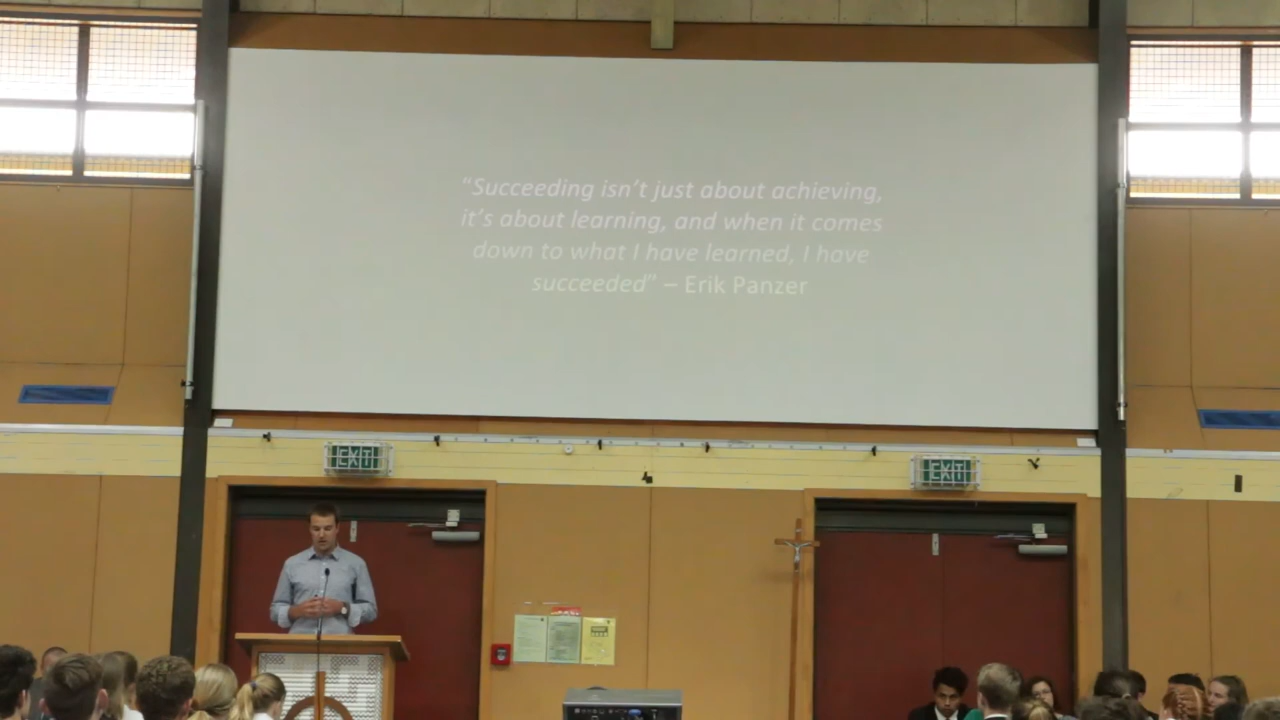 “Succeeding isn’t just about achieving,
it’s about learning, and when it comes
down to what I have learned, I have
succeeded” – Erik Panzer
EXIT
EXIT